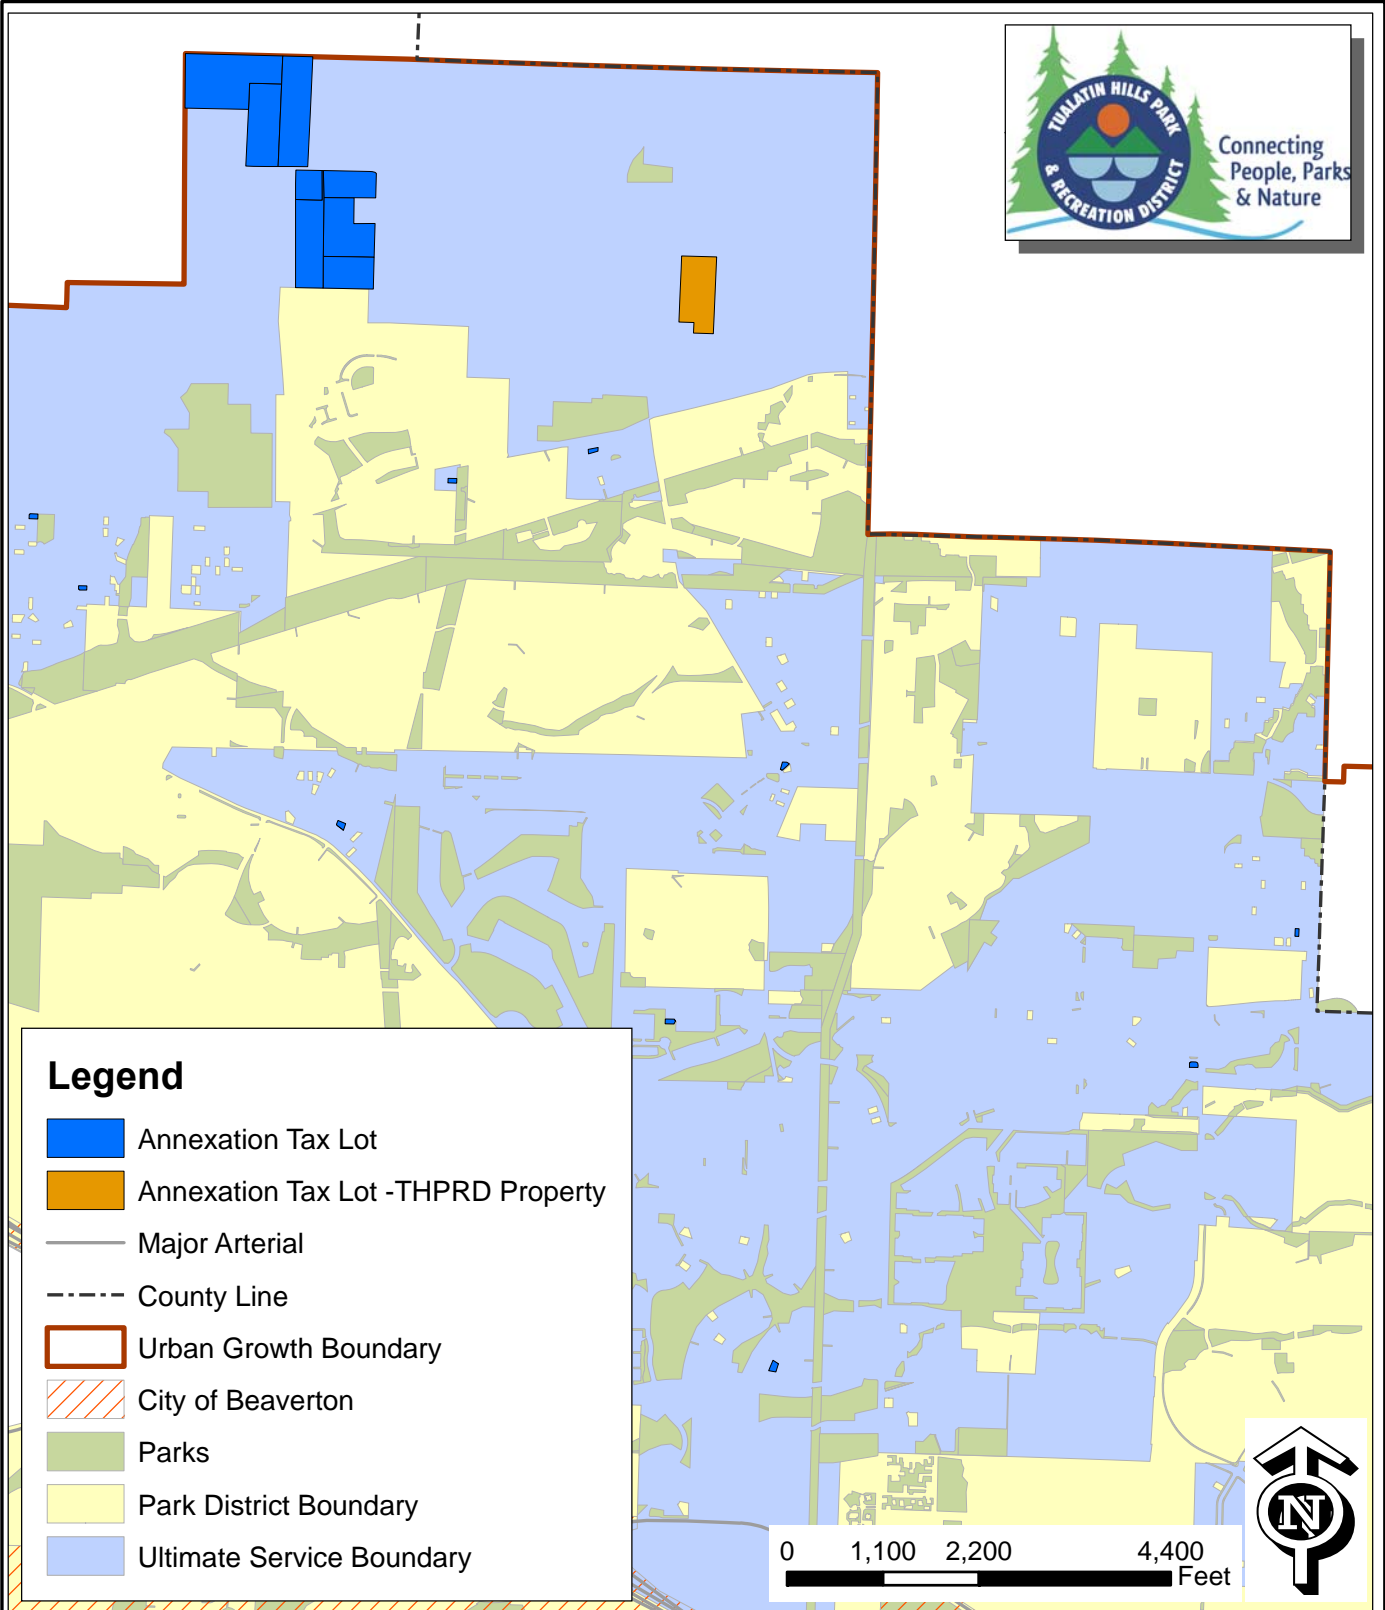 TUALATIN HILLS PARK
& RECREATION DISTRICT
Connecting
People, Parks
& Nature
Legend
Annexation Tax Lot
Annexation Tax Lot -THPRD Property
Major Arterial
County Line
Urban Growth Boundary
City of Beaverton
Parks
Park District Boundary
Ultimate Service Boundary
0 1,100 2,200 4,400
Feet
N